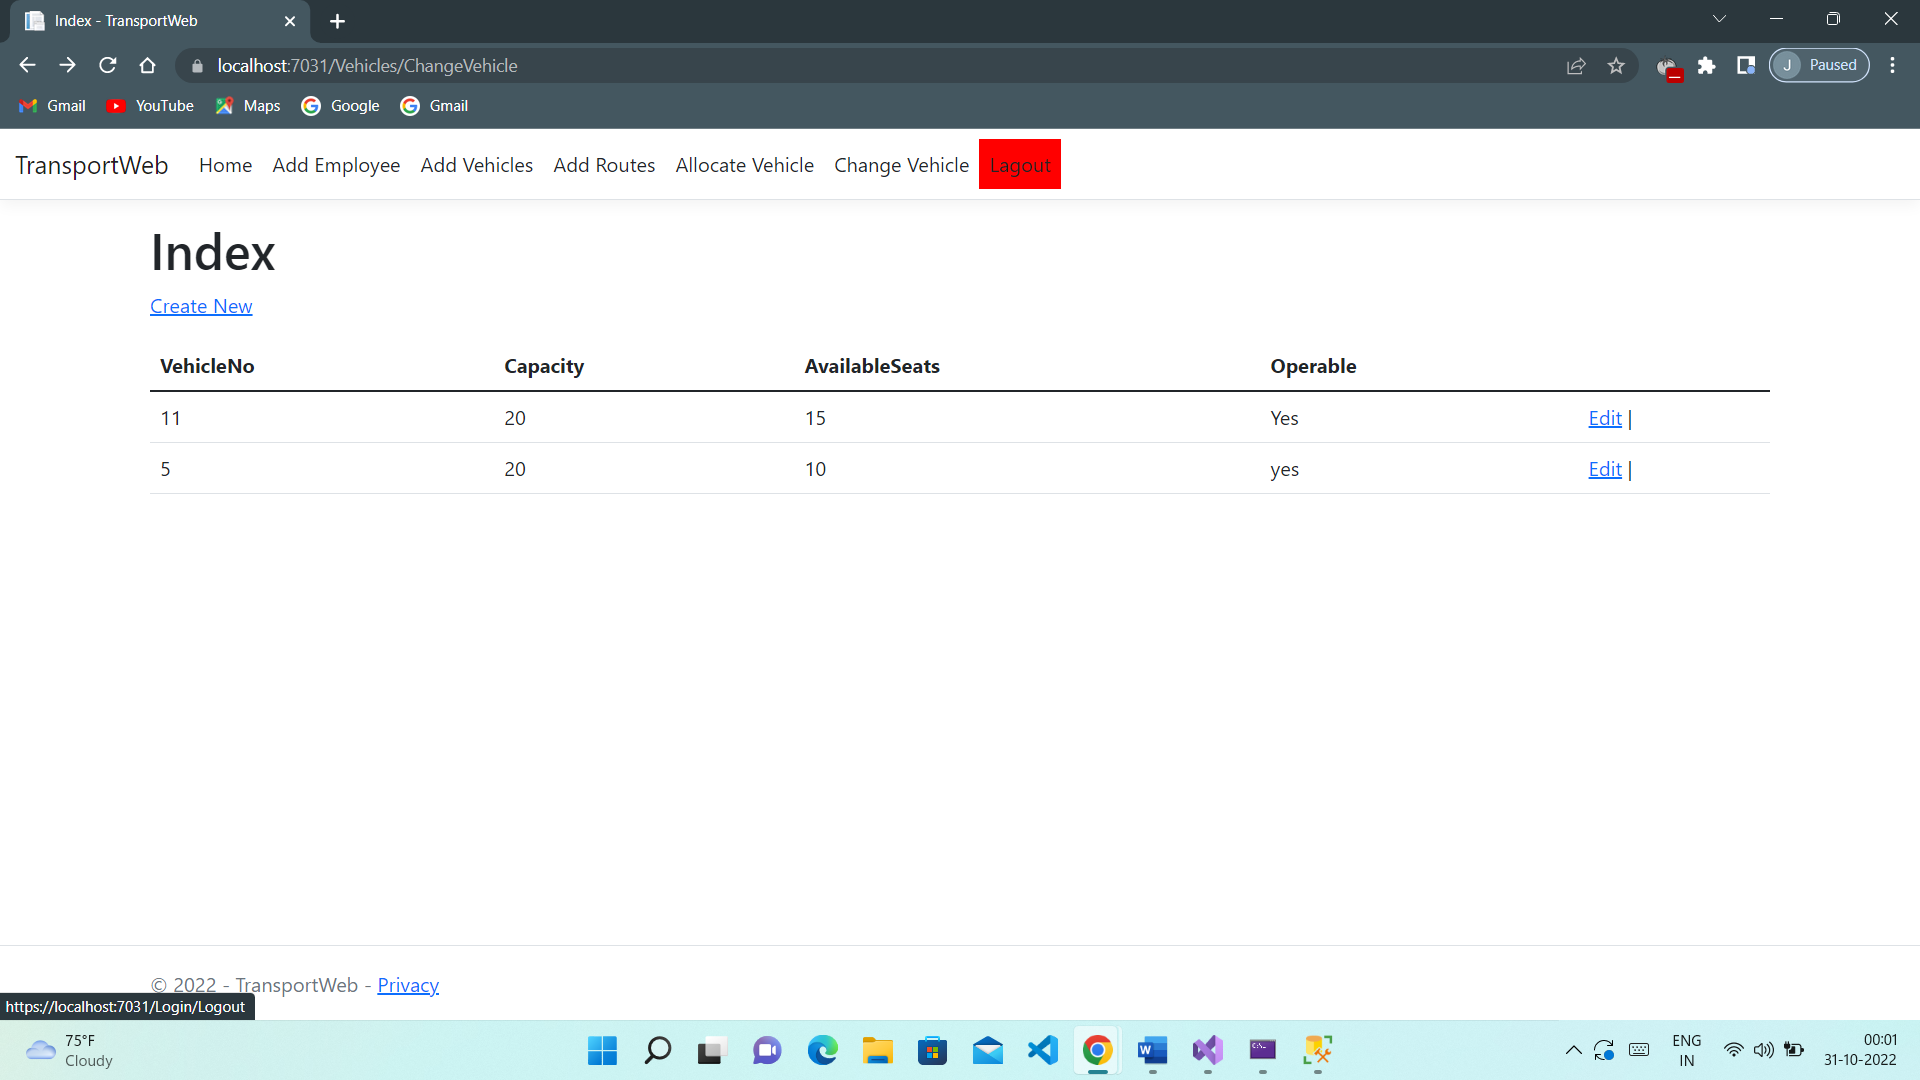 Index - TransportWeb
localhost:7031/Vehicles/ChangeVehicle
J Paused
Gmail YouTube Maps Google Gmail
TransportWeb Home Add Employee Add Vehicles Add Routes Allocate Vehicle Change Vehicle Lagout
Index
Create New
VehicleNo Capacity AvailableSeats Operable
11 20 15 Yes Edit |
5 20 10 yes Edit |
© 2022 - TransportWeb - Privacy
https://localhost:7031/Login/Logout
75°F
Cloudy
ENG
IN
00:01
31-10-2022